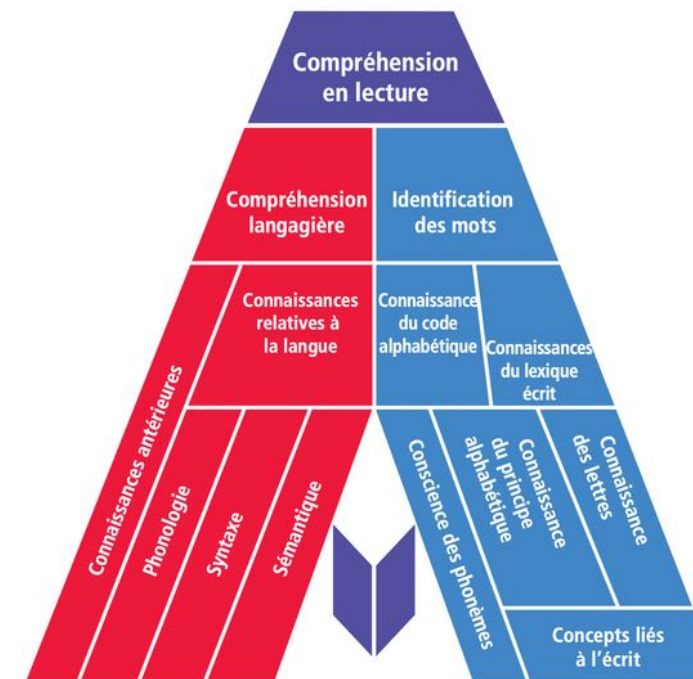 Compréhension
en lecture
Compréhension
langagière
Identification
des mots
Connaissances antérieures
Connaissances
relatives à
la langue
Connaissance
du code
alphabétique
Connaissances
du lexique
écrit
Phonologie
Syntaxe
Sémantique
Conscience des phonèmes
Connaissance
du principe
alphabétique
Connaissance
des lettres
Concepts liés
à l'écrit